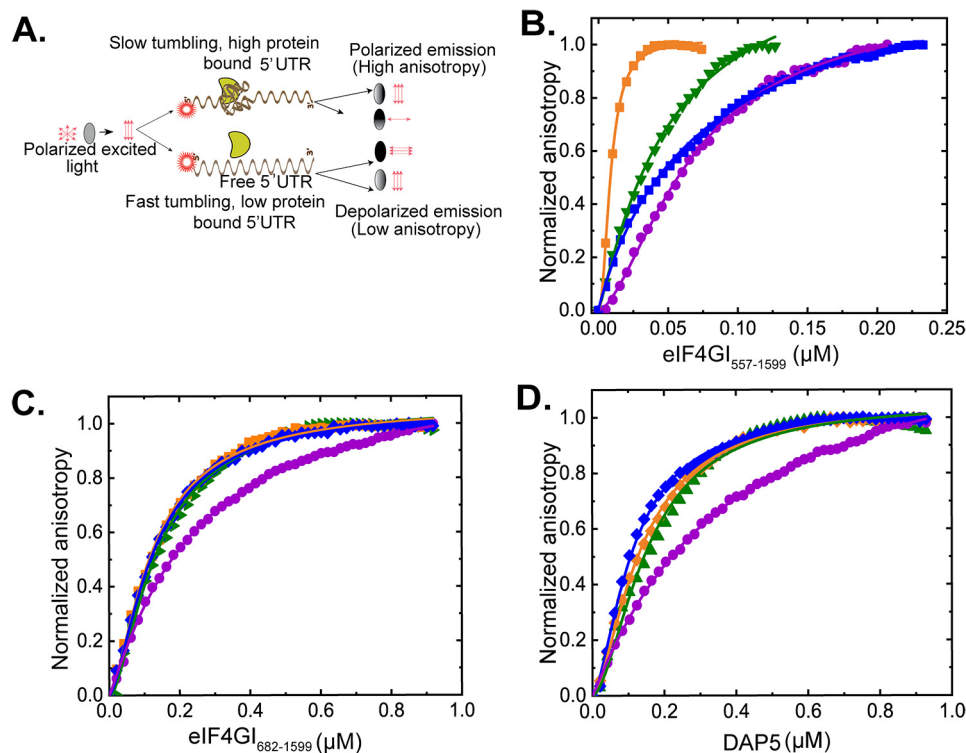 A.
Slow tumbling, high protein
bound 5'UTR
Polarized emission
(High anisotropy)
5'
3'
Polarized excited
light
5'
3'
Free 5'UTR
Fast tumbling, low protein
bound 5'UTR
Depolarized emission
(Low anisotropy)
B.
Normalized anisotropy
1.0
0.8
0.6
0.4
0.2
0.0
0.00 0.05 0.10 0.15 0.20 0.25
eIF4GI557-1599 (µM)
C.
Normalized anisotropy
1.0
0.8
0.6
0.4
0.2
0.0
0.0 0.2 0.4 0.6 0.8 1.0
eIF4GI682-1599 (µM)
D.
Normalized anisotropy
1.0
0.8
0.6
0.4
0.2
0.0
0.0 0.2 0.4 0.6 0.8 1.0
DAP5 (µM)